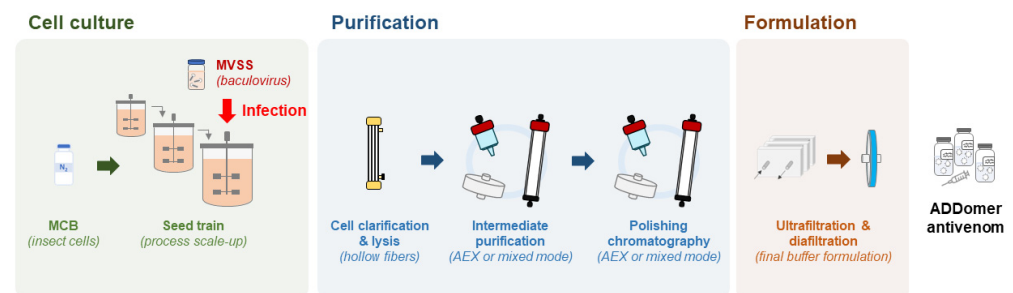 Cell culture
Purification
Formulation
MVSS
(baculovirus)
Infection
N₂
MCB
(insect cells)
Seed train
(process scale-up)
Cell clarification
& lysis
(hollow fibers)
Intermediate
purification
(AEX or mixed mode)
Polishing
chromatography
(AEX or mixed mode)
Ultrafiltration &
diafiltration
(final buffer formulation)
ADDomer
antivenom